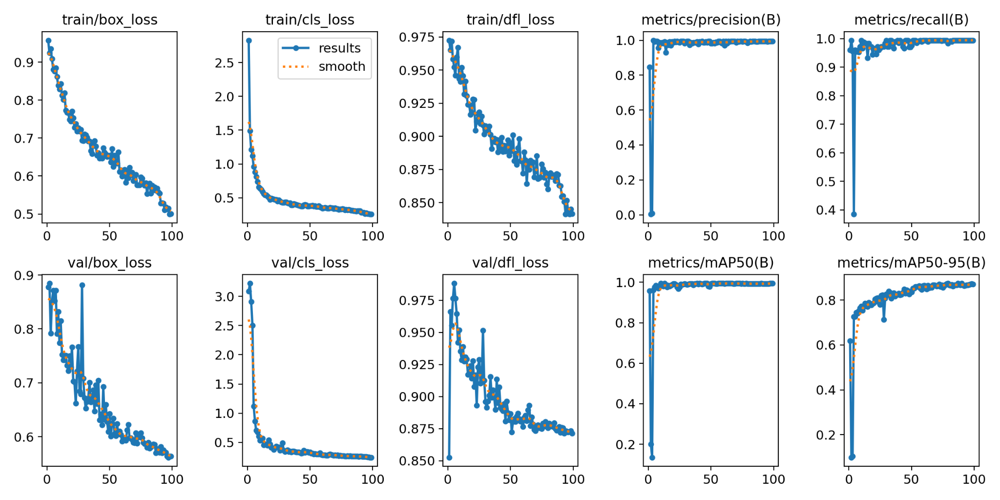 train/box_loss
train/cls_loss
train/dfl_loss
metrics/precision(B)
metrics/recall(B)
0.9
0.8
0.7
0.6
0.5
0 50 100
results
smooth
2.5
2.0
1.5
1.0
0.5
0 50 100
0.975
0.950
0.925
0.900
0.875
0.850
0 50 100
1.0
0.8
0.6
0.4
0.2
0.0
0 50 100
1.0
0.9
0.8
0.7
0.6
0.5
0.4
0 50 100
val/box_loss
val/cls_loss
val/dfl_loss
metrics/mAP50(B)
metrics/mAP50-95(B)
0.9
0.8
0.7
0.6
0 50 100
3.0
2.5
2.0
1.5
1.0
0.5
0 50 100
0.975
0.950
0.925
0.900
0.875
0.850
0 50 100
1.0
0.8
0.6
0.4
0.2
0 50 100
0.8
0.6
0.4
0.2
0 50 100